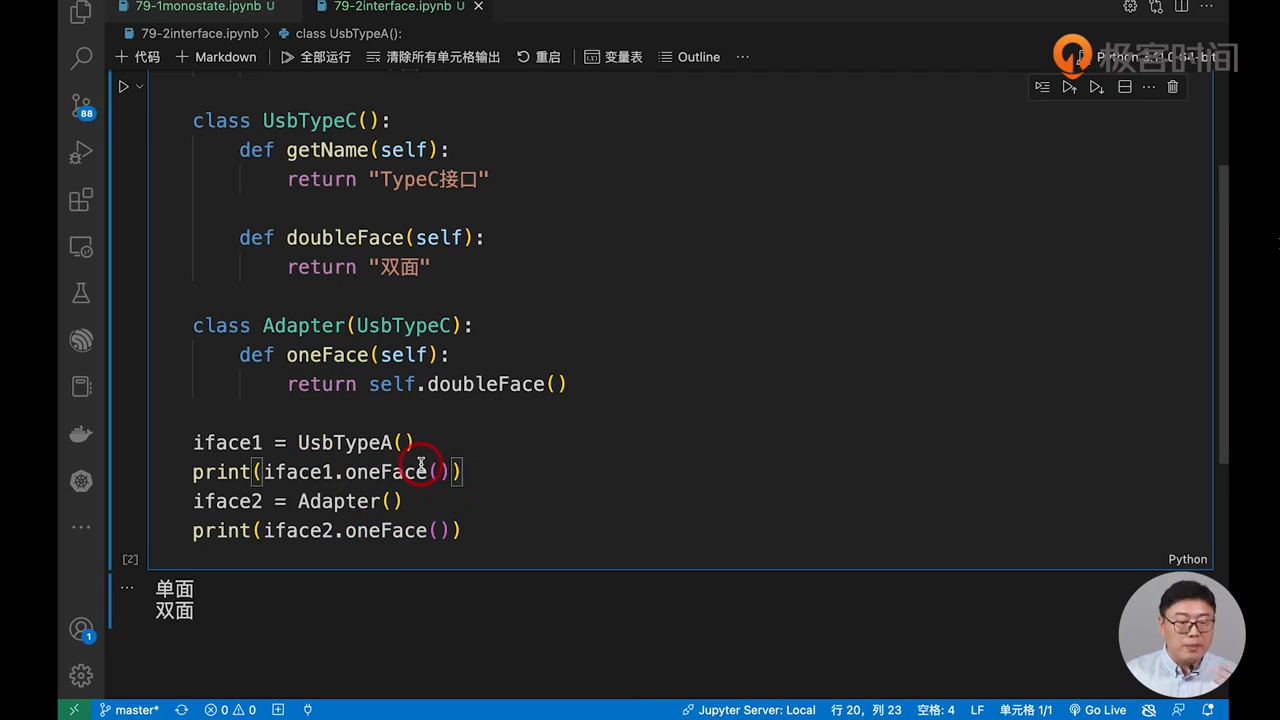 79-1monostate.ipynb U
79-2interface.ipynb U
79-2interface.ipynb > class UsbTypeA():
+ 代码 + Markdown 全部运行 清除所有单元格输出 重启 变量表 Outline ···
极客时间
88
class UsbTypeC():
def getName(self):
return "TypeC接口"
def doubleFace(self):
return "双面"
class Adapter(UsbTypeC):
def oneFace(self):
return self.doubleFace()
iface1 = UsbTypeA()
print(iface1.oneFace())
iface2 = Adapter()
print(iface2.oneFace())
[2]
Python
单面
双面
1
master* 0 0 Jupyter Server: Local 行 20，列 23 空格: 4 LF 单元格 1/1 Go Live